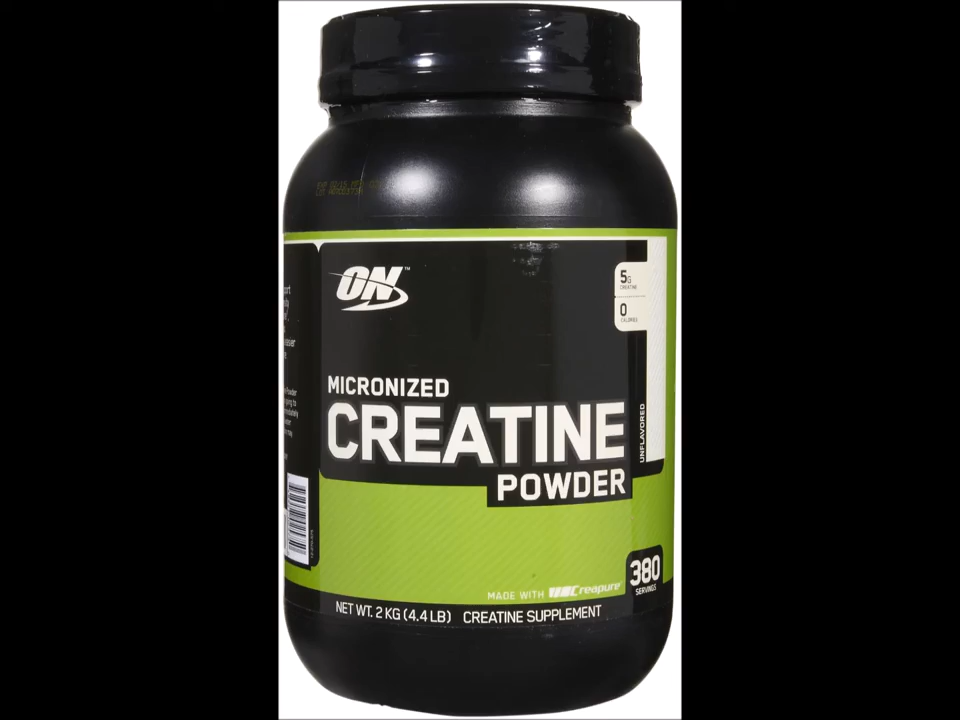 ON™
5G
CREATINE
0
CALORIES
MICRONIZED
CREATINE
POWDER
UNFLAVORED
380
SERVINGS
MADE WITH Creapure®
NET WT. 2 KG (4.4 LB) CREATINE SUPPLEMENT